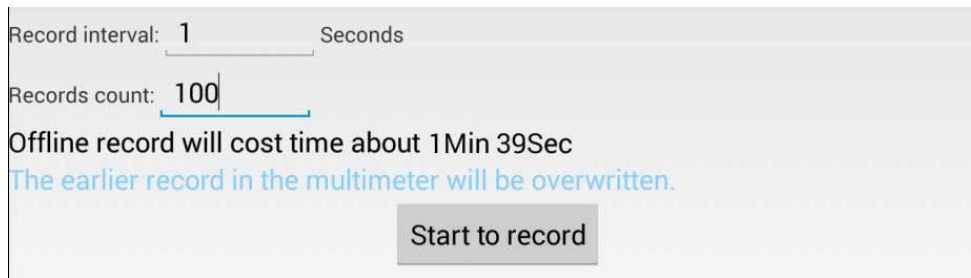 Record interval: 1 Seconds
Records count: 100
Offline record will cost time about 1Min 39Sec
The earlier record in the multimeter will be overwritten.
Start to record